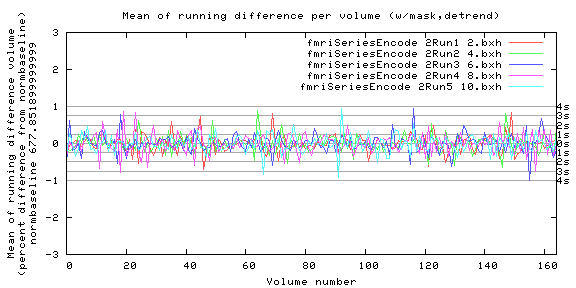 Mean of running difference per volume (w/mask,detrend)
Mean of running difference volume
(percent difference from normbaseline)
normbaseline 677.851899999999
3
2
1
0
-1
-2
-3
fmriSeriesEncode 2Run1 2.bxh
fmriSeriesEncode 2Run2 4.bxh
fmriSeriesEncode 2Run3 6.bxh
fmriSeriesEncode 2Run4 8.bxh
fmriSeriesEncode 2Run5 10.bxh
4s
3s
2s
1s
0
1s
2s
3s
4s
0 20 40 60 80 100 120 140 160
Volume number